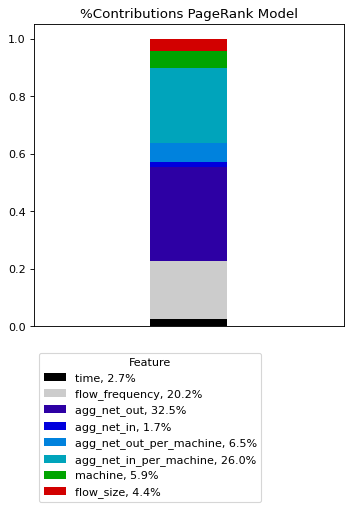 %Contributions PageRank Model
1.0
0.8
0.6
0.4
0.2
0.0
Feature
time, 2.7%
flow_frequency, 20.2%
agg_net_out, 32.5%
agg_net_in, 1.7%
agg_net_out_per_machine, 6.5%
agg_net_in_per_machine, 26.0%
machine, 5.9%
flow_size, 4.4%